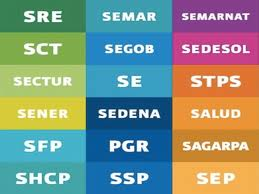 SRE SEMAR SEMARNAT
SCT SEGOB SEDESOL
SECTUR SE STPS
SENER SEDENA SALUD
SFP PGR SAGARPA
SHCP SSP SEP